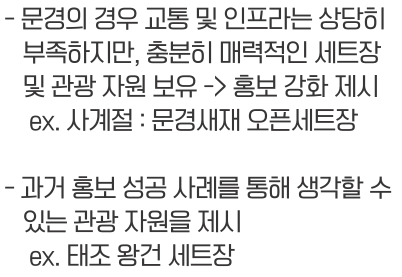 - 문경의 경우 교통 및 인프라는 상당히
부족하지만, 충분히 매력적인 세트장
및 관광 자원 보유 -> 홍보 강화 제시
ex. 사계절 : 문경새재 오픈세트장
- 과거 홍보 성공 사례를 통해 생각할 수
있는 관광 자원을 제시
ex. 태조 왕건 세트장